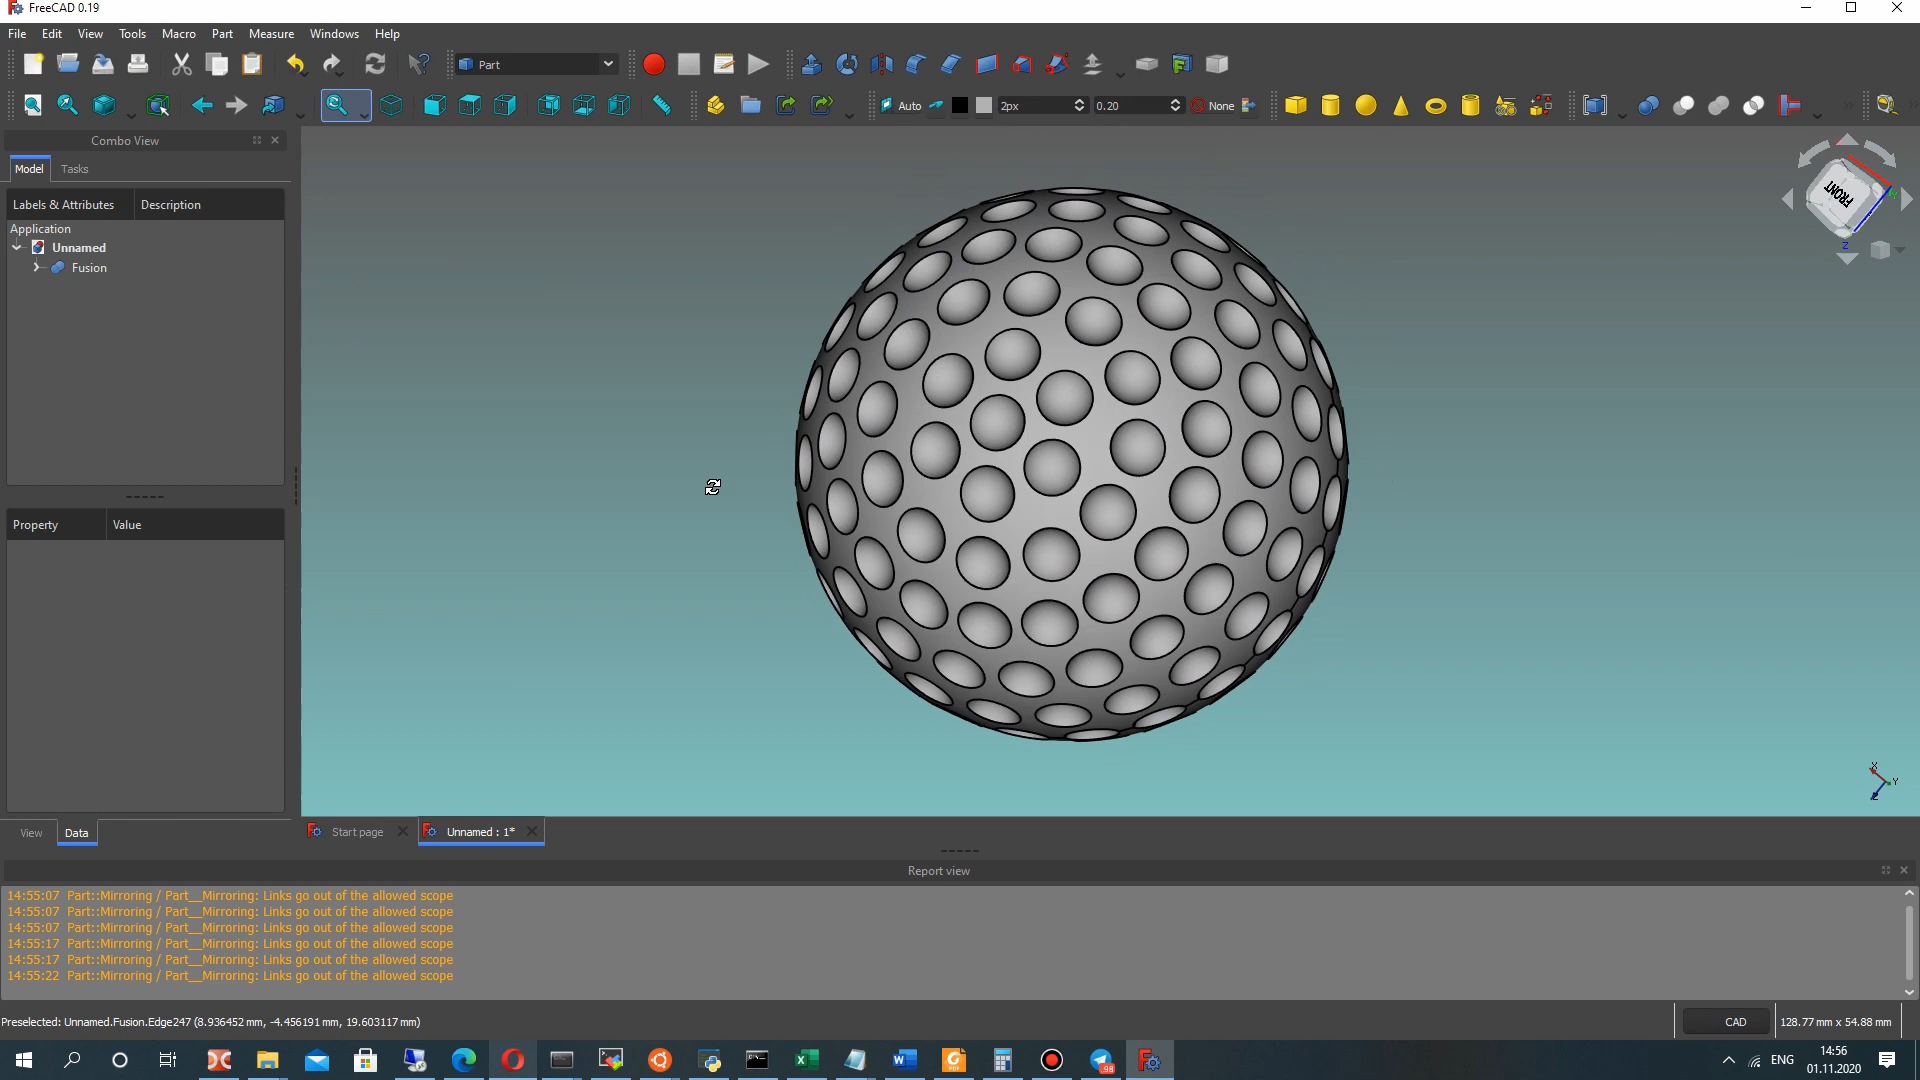 FreeCAD 0.19
File Edit View Tools Macro Part Measure Windows Help
Part
Auto 2px 0.20 None
Combo View
Model Tasks
Labels & Attributes Description
Application
Unnamed
Fusion
FRONT
Z
Property Value
X
Y
Z
View Data
Start page Unnamed : 1*
Report view
14:55:07 Part::Mirroring / Part__Mirroring: Links go out of the allowed scope
14:55:07 Part::Mirroring / Part__Mirroring: Links go out of the allowed scope
14:55:07 Part::Mirroring / Part__Mirroring: Links go out of the allowed scope
14:55:17 Part::Mirroring / Part__Mirroring: Links go out of the allowed scope
14:55:17 Part::Mirroring / Part__Mirroring: Links go out of the allowed scope
14:55:22 Part::Mirroring / Part__Mirroring: Links go out of the allowed scope
Preselected: Unnamed.Fusion.Edge247 (8.936452 mm, -4.456191 mm, 19.603117 mm)
CAD 128.77 mm x 54.88 mm
98
ENG
14:56
01.11.2020